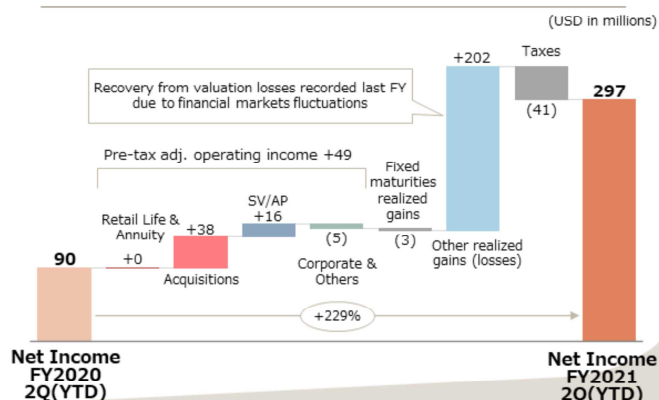 (USD in millions)
+202
Taxes
Recovery from valuation losses recorded last FY
due to financial markets fluctuations
297
(41)
Pre-tax adj. operating income +49
Fixed
maturities
realized
gains
SV/AP
+16
Retail Life &
Annuity
+38
+0
(5)
(3)
Other realized
gains (losses)
90
Acquisitions
Corporate &
Others
+229%
Net Income
FY2020
2Q(YTD)
Net Income
FY2021
2Q(YTD)